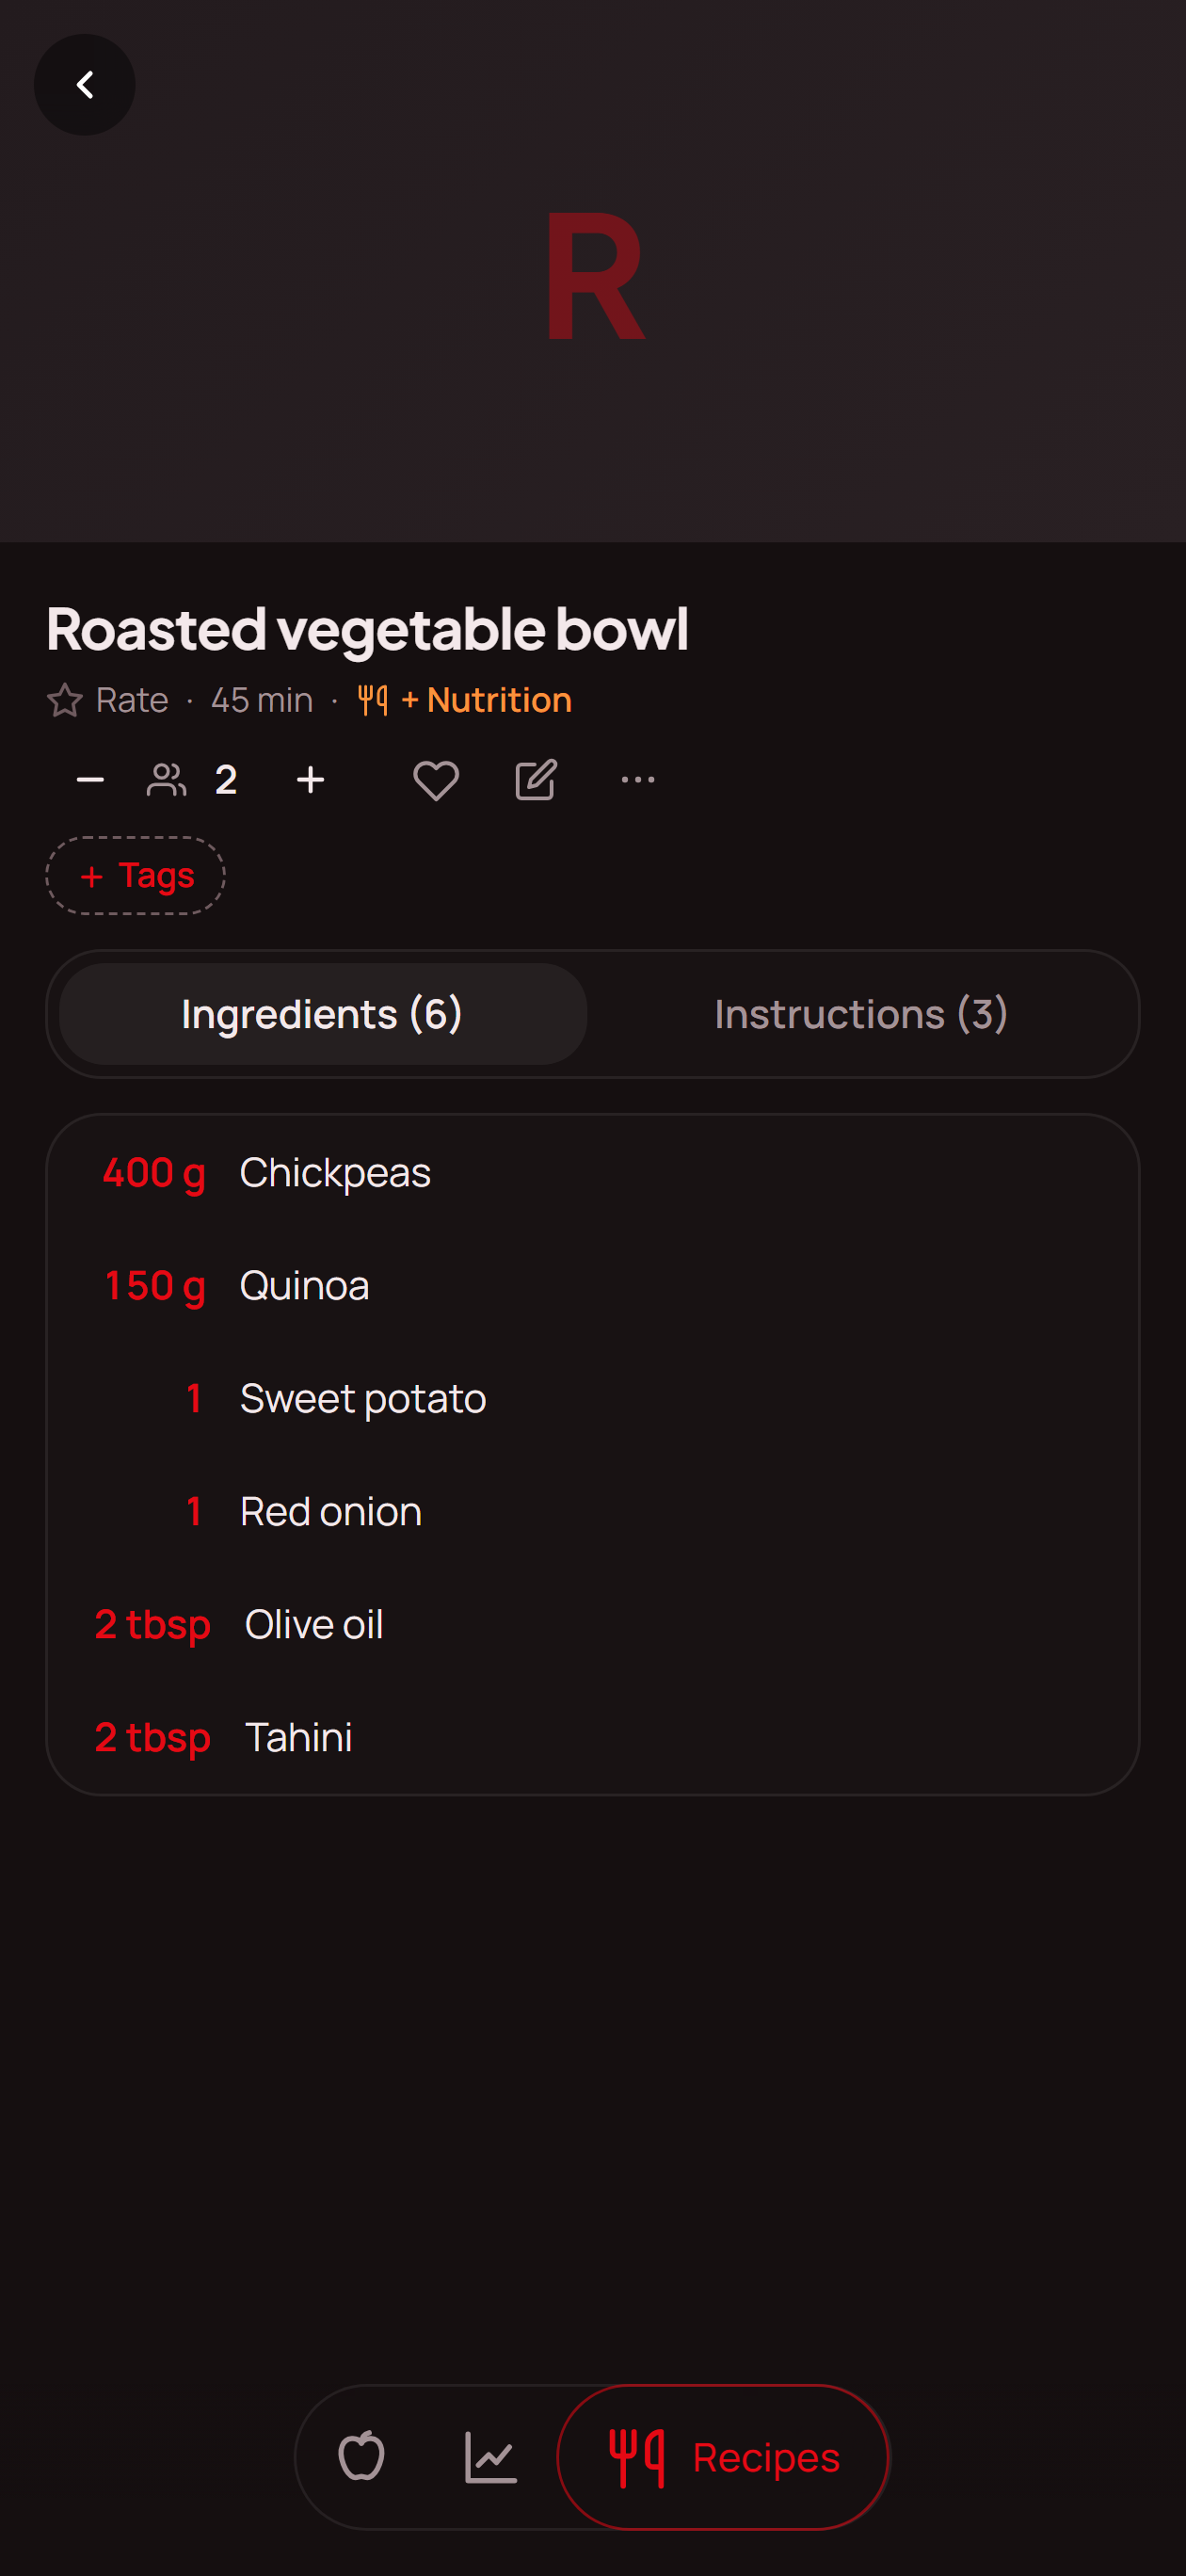 R
Roasted vegetable bowl
Rate · 45 min · + Nutrition
2
+ Tags
Ingredients (6) Instructions (3)
400 g Chickpeas
150 g Quinoa
1 Sweet potato
1 Red onion
2 tbsp Olive oil
2 tbsp Tahini
Recipes